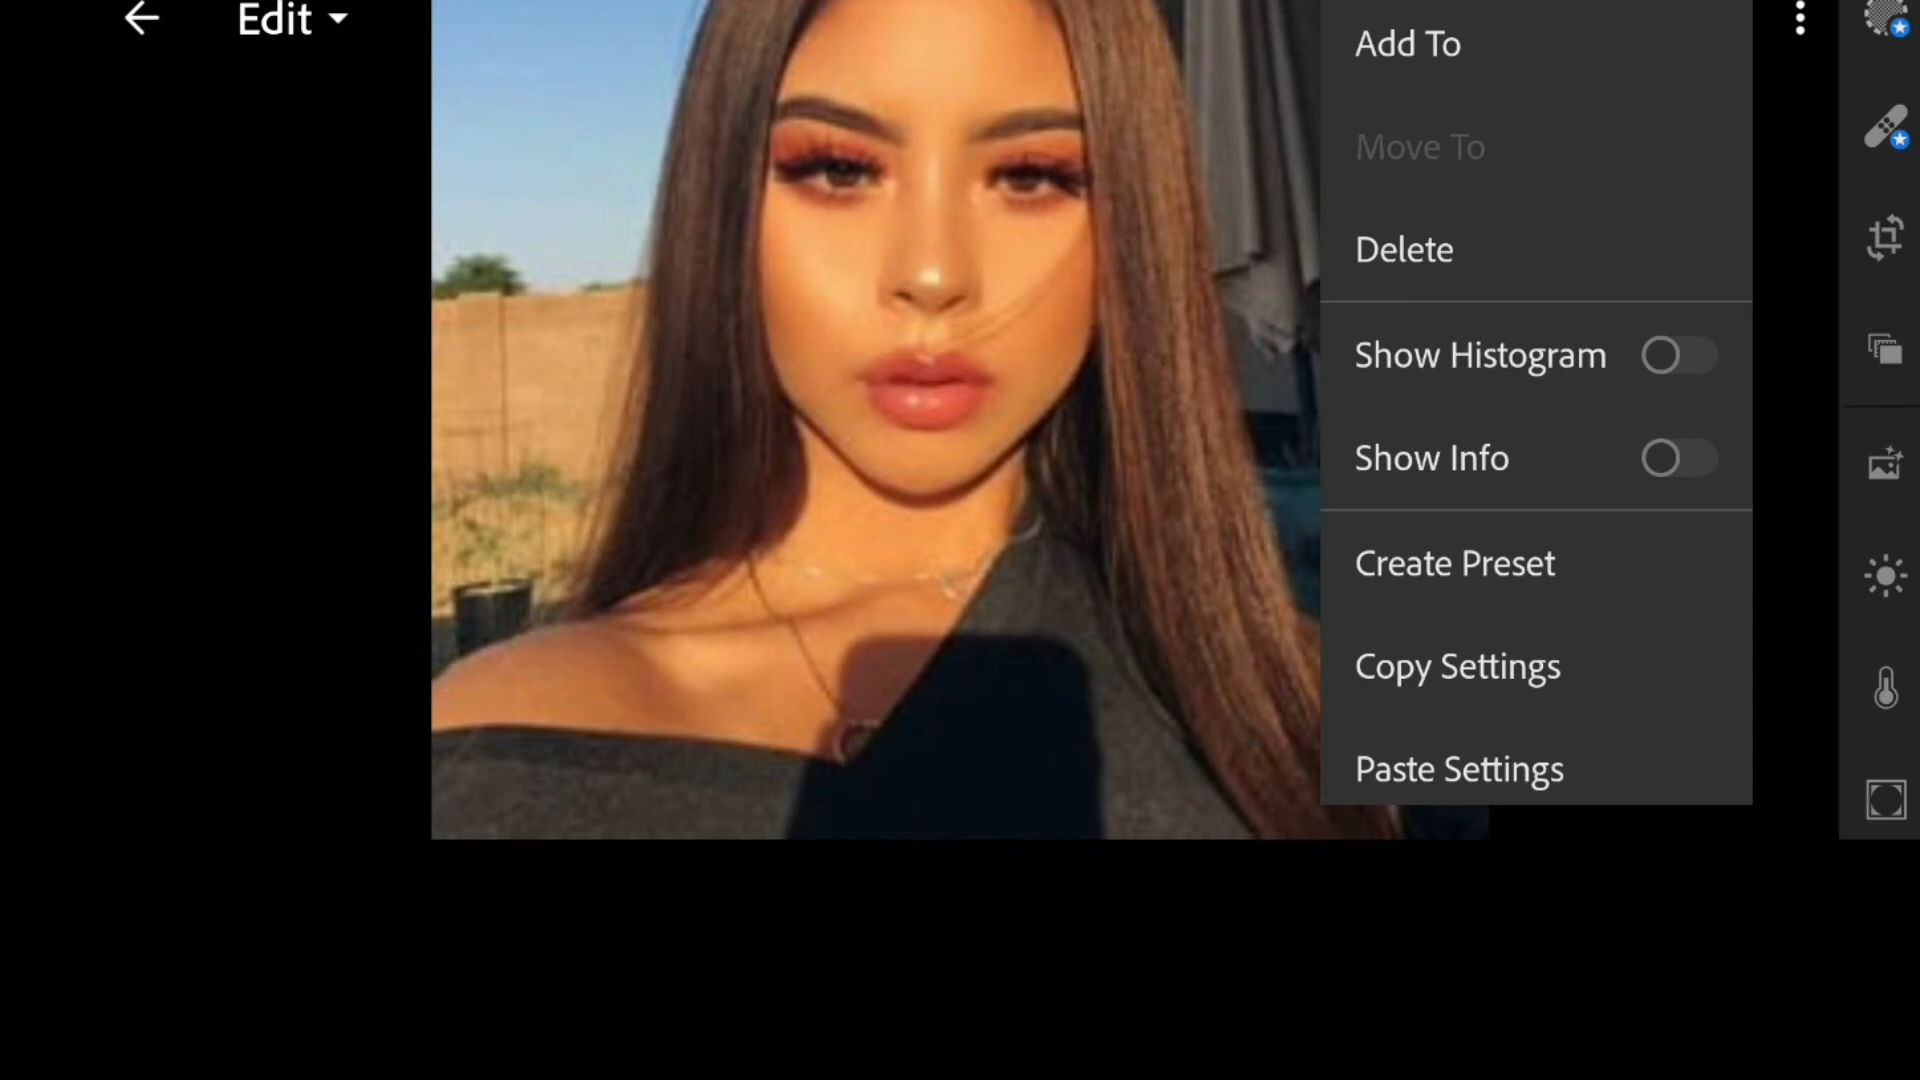 Edit
Add To
Move To
Delete
Show Histogram
Show Info
Create Preset
Copy Settings
Paste Settings